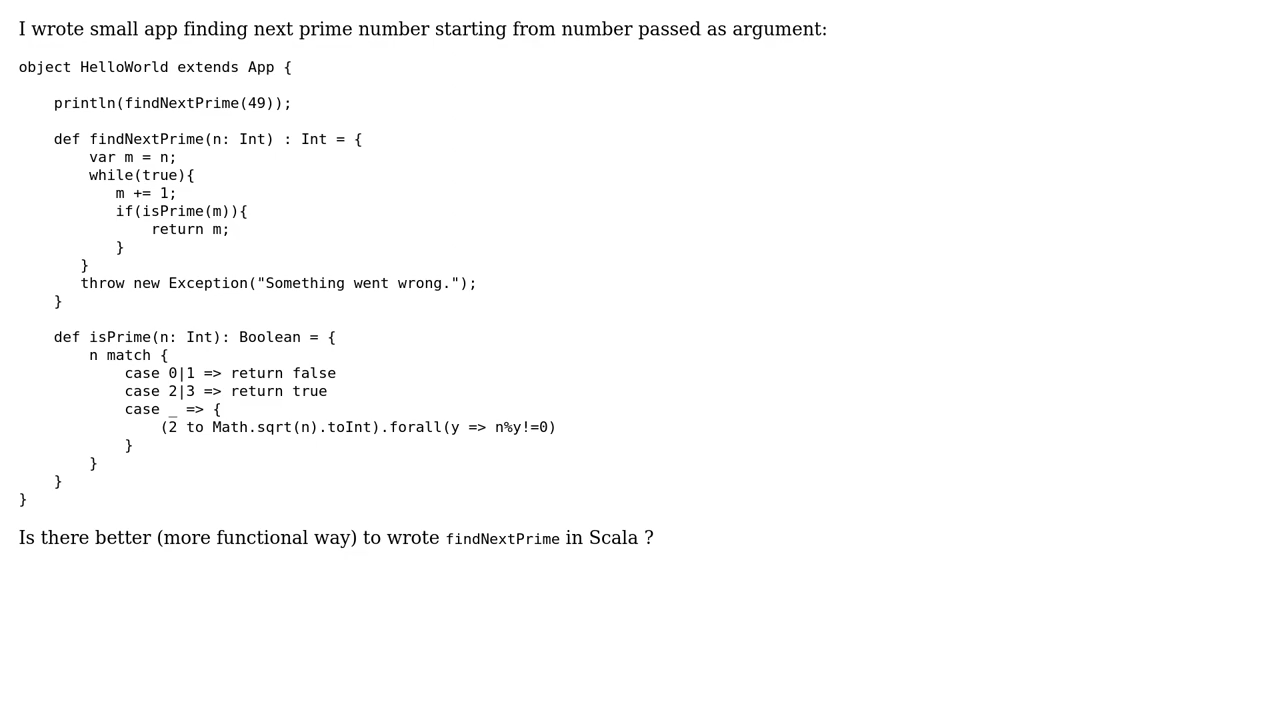 I wrote small app finding next prime number starting from number passed as argument:
object HelloWorld extends App {
    println(findNextPrime(49));
    def findNextPrime(n: Int) : Int = {
        var m = n;
        while(true){
           m += 1;
           if(isPrime(m)){
               return m;
           }
       }
       throw new Exception("Something went wrong.");
    }
    def isPrime(n: Int): Boolean = {
        n match {
            case 0|1 => return false
            case 2|3 => return true
            case _ => {
                (2 to Math.sqrt(n).toInt).forall(y => n%y!=0)
            }
        }
    }
}
Is there better (more functional way) to wrote findNextPrime in Scala ?